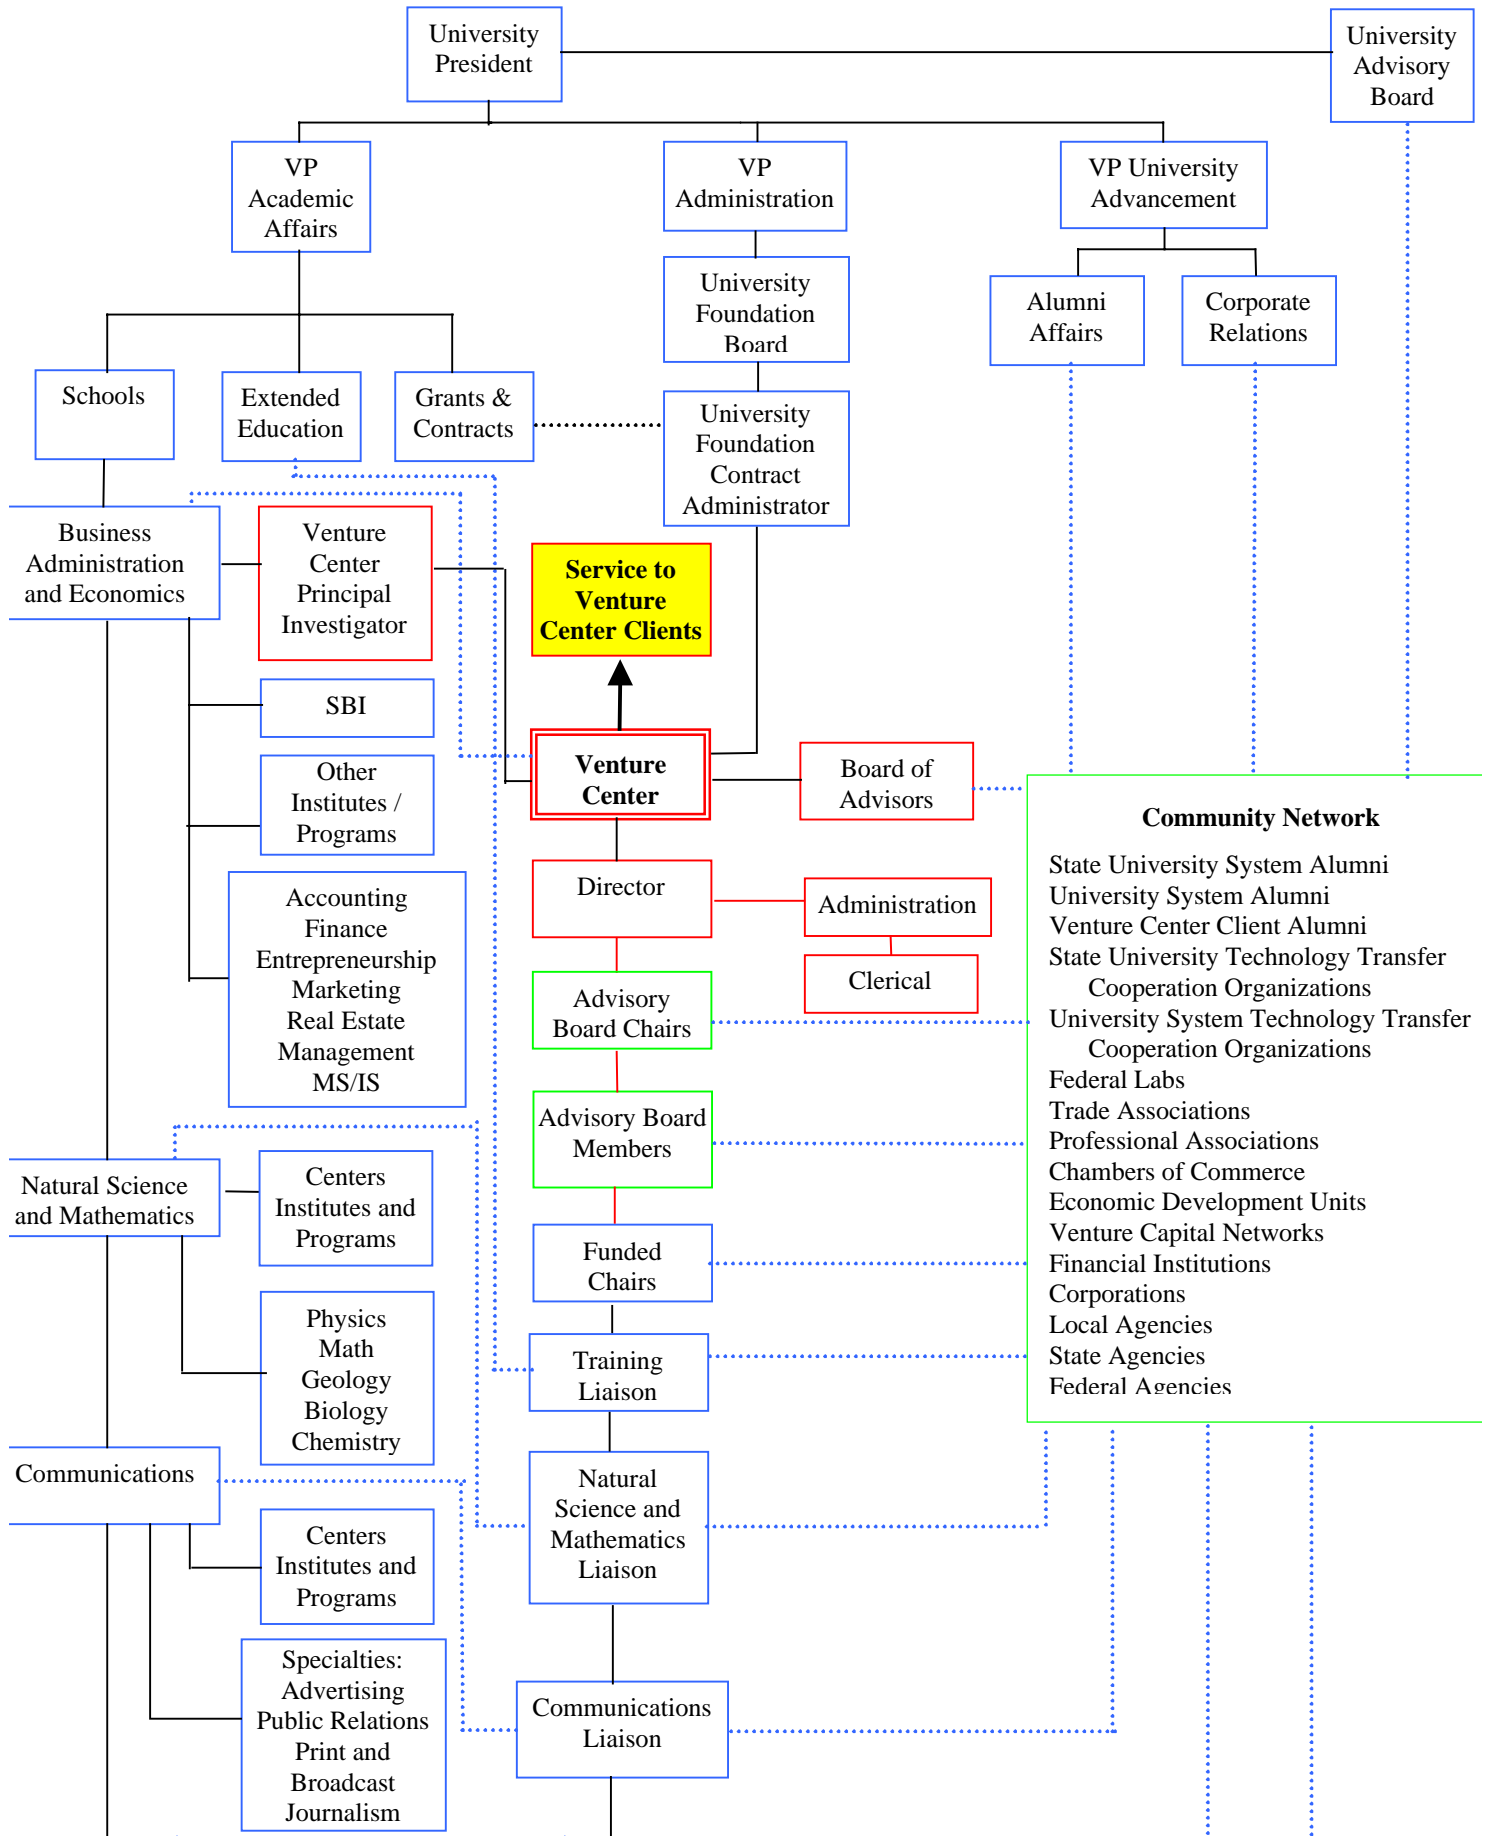 University
President
University
Advisory
Board
VP
Academic
Affairs
VP
Administration
VP University
Advancement
University
Foundation
Board
Alumni
Affairs
Corporate
Relations
Schools
Extended
Education
Grants &
Contracts
University
Foundation
Contract
Administrator
Business
Administration
and Economics
Venture
Center
Principal
Investigator
Service to
Venture
Center Clients
SBI
Venture
Center
Board of
Advisors
Other
Institutes /
Programs
Community Network
State University System Alumni
University System Alumni
Venture Center Client Alumni
State University Technology Transfer
Cooperation Organizations
University System Technology Transfer
Cooperation Organizations
Federal Labs
Trade Associations
Professional Associations
Chambers of Commerce
Economic Development Units
Venture Capital Networks
Financial Institutions
Corporations
Local Agencies
State Agencies
Federal Agencies
Director
Administration
Clerical
Accounting
Finance
Entrepreneurship
Marketing
Real Estate
Management
MS/IS
Advisory
Board Chairs
Advisory Board
Members
Natural Science
and Mathematics
Centers
Institutes and
Programs
Funded
Chairs
Physics
Math
Geology
Biology
Chemistry
Training
Liaison
Communications
Natural
Science and
Mathematics
Liaison
Centers
Institutes and
Programs
Specialties:
Advertising
Public Relations
Print and
Broadcast
Journalism
Communications
Liaison